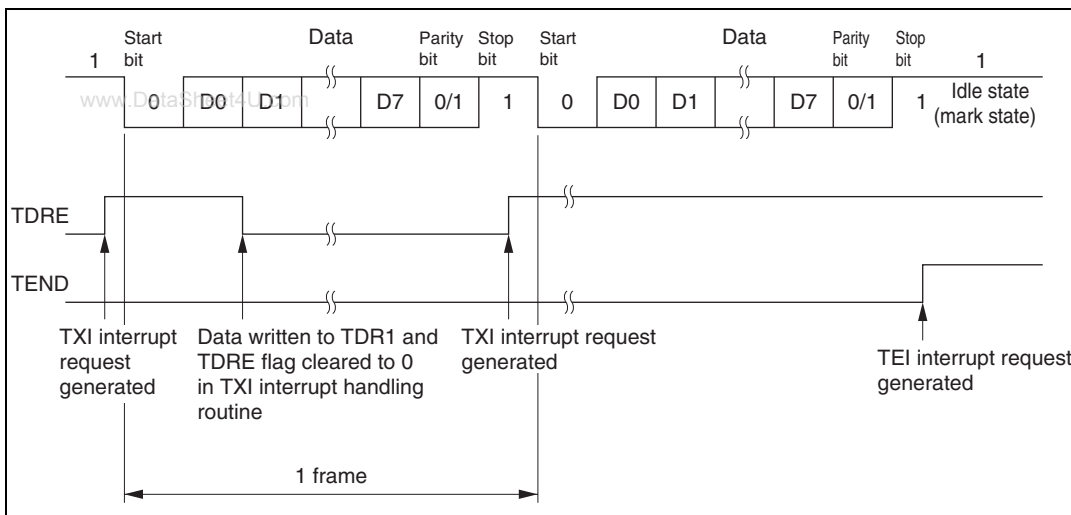 1
Start bit
Data
Parity bit
Stop bit
Start bit
Data
Parity bit
Stop bit
1
www.DataSheet4U.com
0 D0 D1 D7 0/1 1 0 D0 D1 D7 0/1 1
Idle state
(mark state)
TDRE
TEND
TXI interrupt
request
generated
Data written to TDR1 and
TDRE flag cleared to 0
in TXI interrupt handling
routine
TXI interrupt request
generated
TEI interrupt request
generated
1 frame